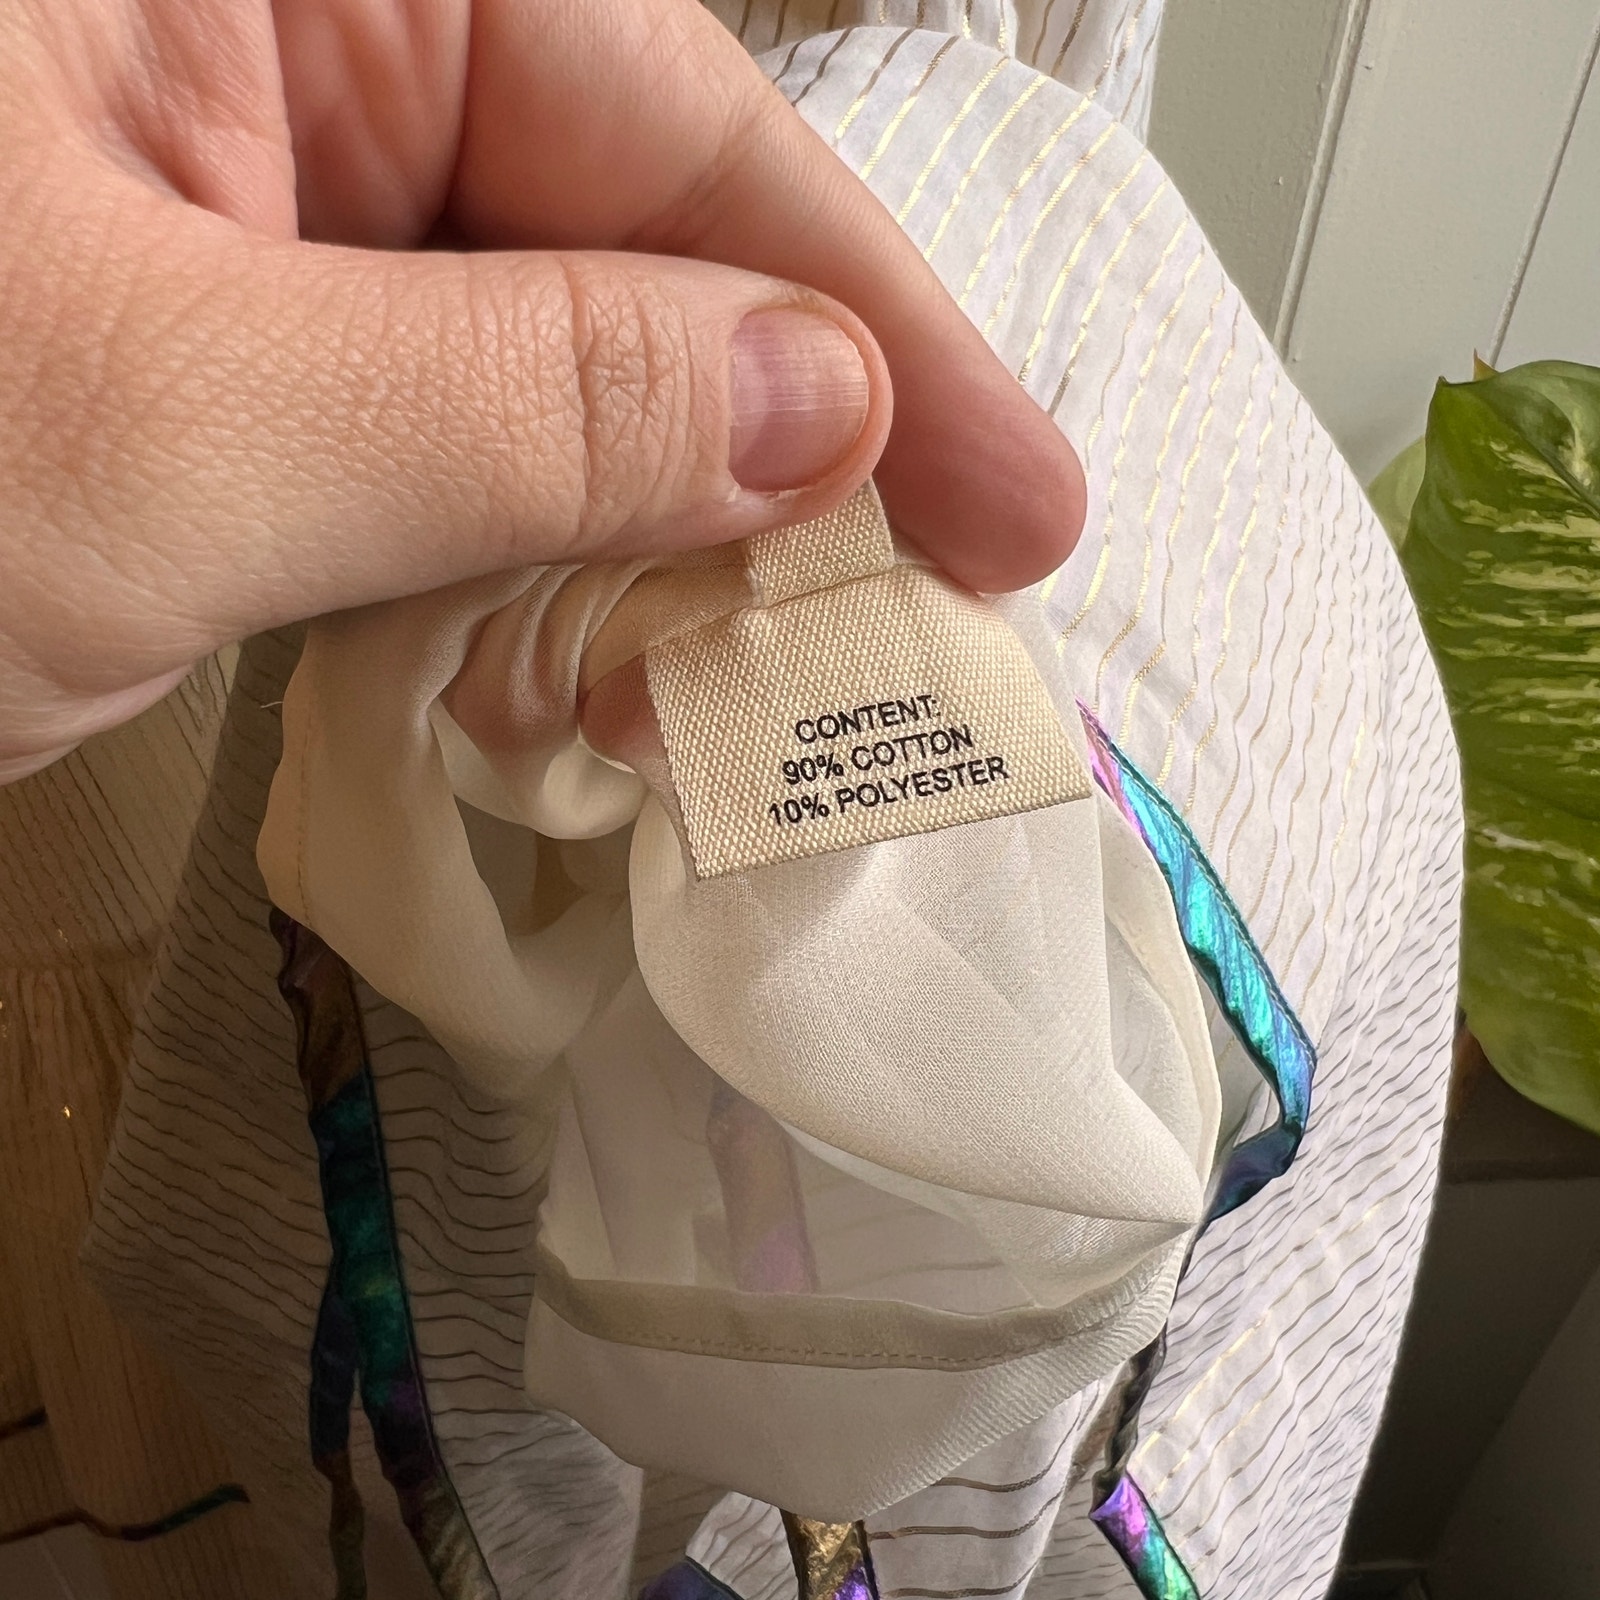 CONTENT:
90% COTTON
10% POLYESTER